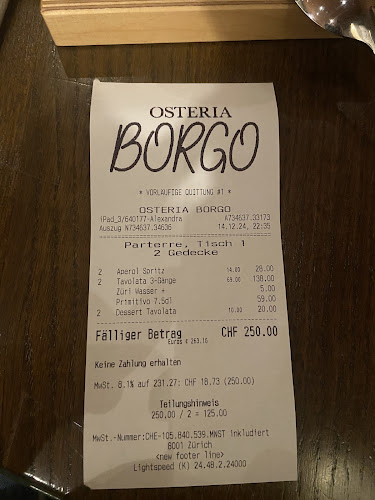 OSTERIA
BORGO
* VORLÄUFIGE QUITTUNG #1 *
OSTERIA BORGO
iPad_3/640177-Alexandra A734637.33173
Auszug N734637.34636 14.12.24, 22:35
Parterre, Tisch 1
2 Gedecke
2 Aperol Spritz 14.00 28.00
2 Tavolata 3-Gänge 69.00 138.00
Züri Wasser + 5.00
Primitivo 7.5dl 59.00
2 Dessert Tavolata 10.00 20.00
Fälliger Betrag CHF 250.00
Euros € 263.16
Keine Zahlung erhalten
MwSt. 8.1% auf 231.27: CHF 18.73 (250.00)
Teilungshinweis
250.00 / 2 = 125.00
MwSt.-Nummer:CHE-105.840.539.MWST inkludiert
8001 Zürich
<new footer line>
Lightspeed (K) 24.48.2.24000